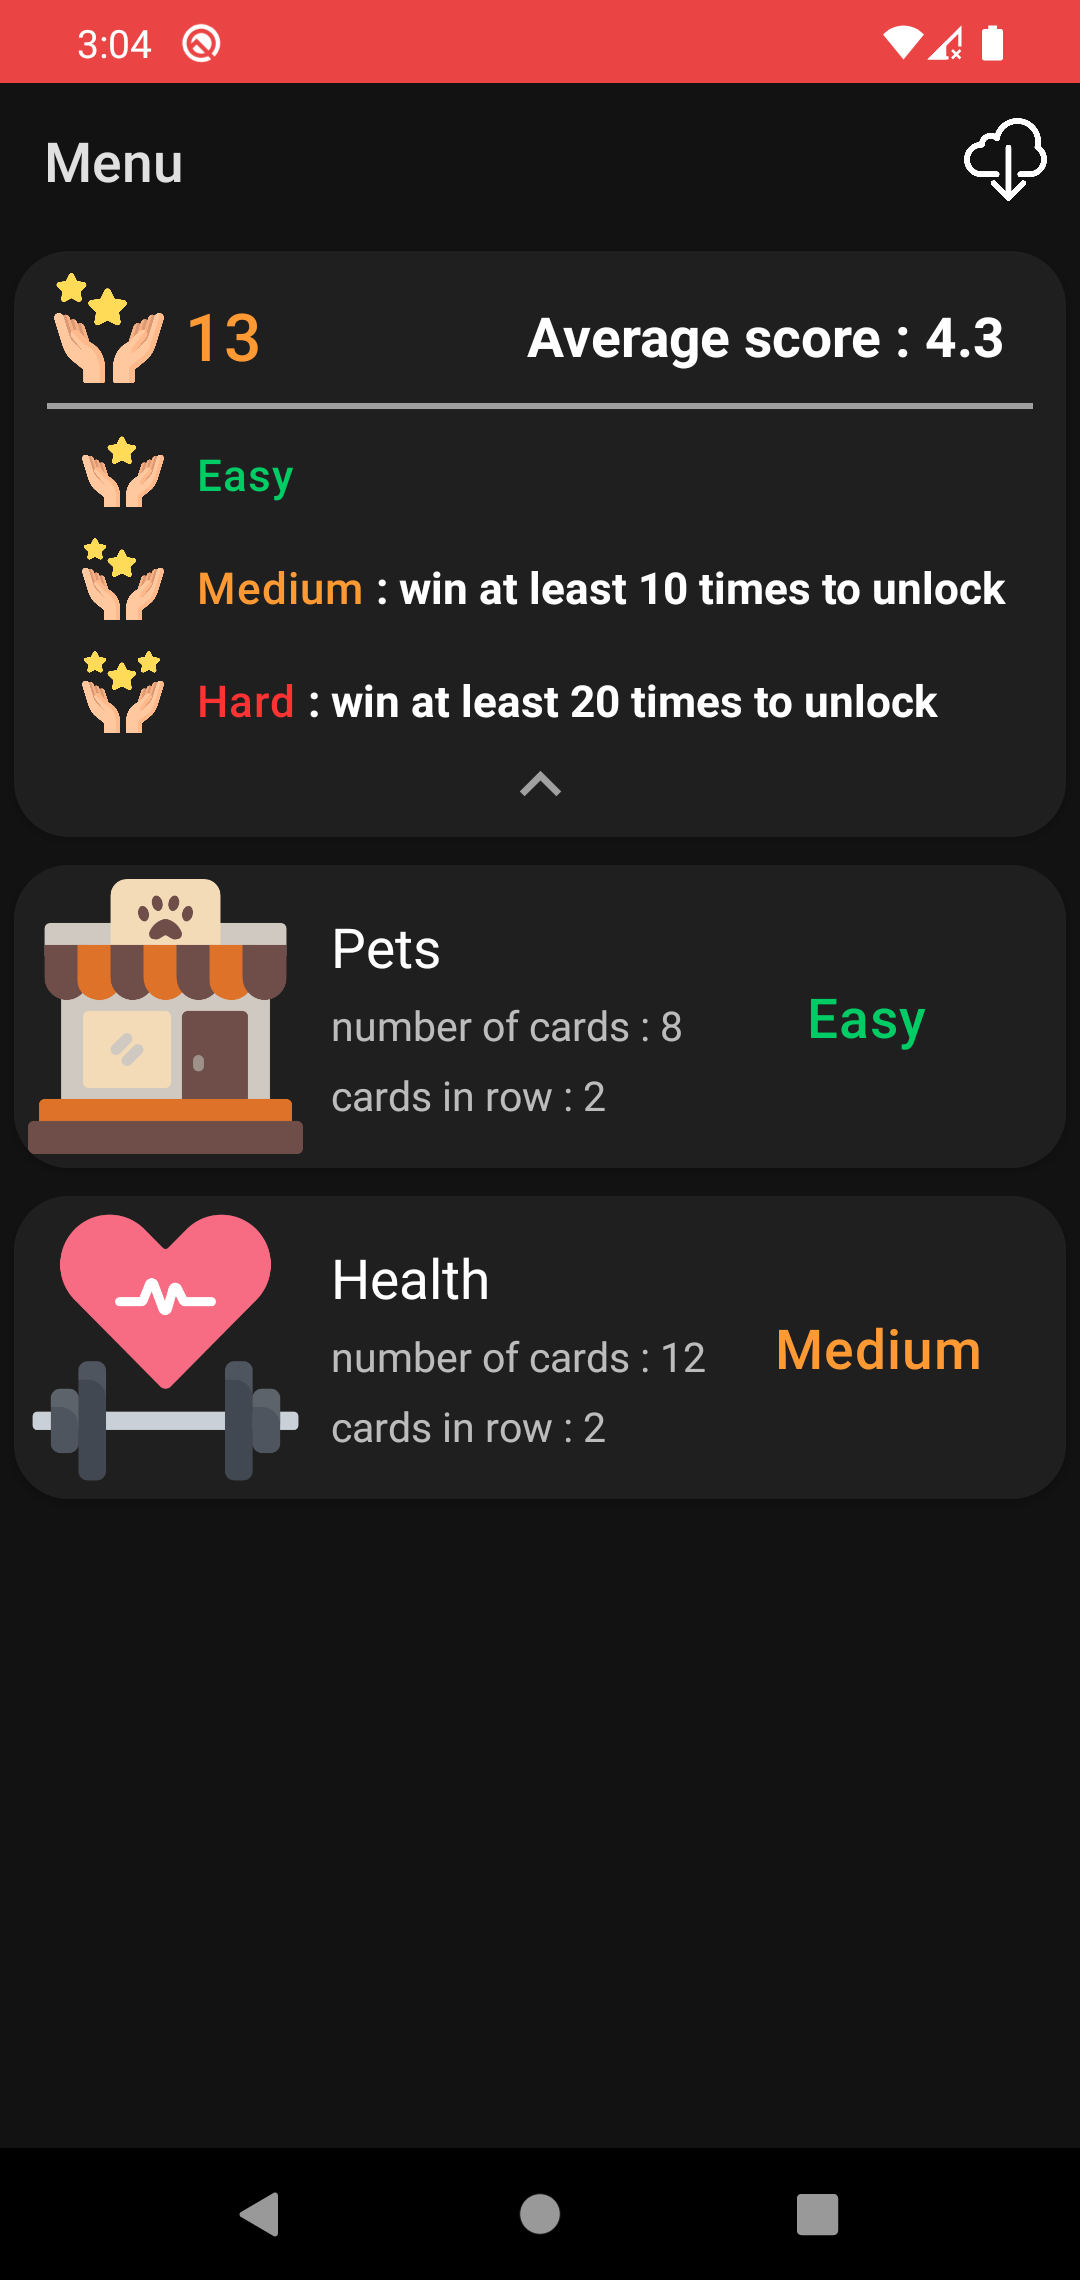 3:04
Menu
13
Average score : 4.3
Easy
Medium : win at least 10 times to unlock
Hard : win at least 20 times to unlock
Pets
number of cards : 8
cards in row : 2
Easy
Health
number of cards : 12
cards in row : 2
Medium